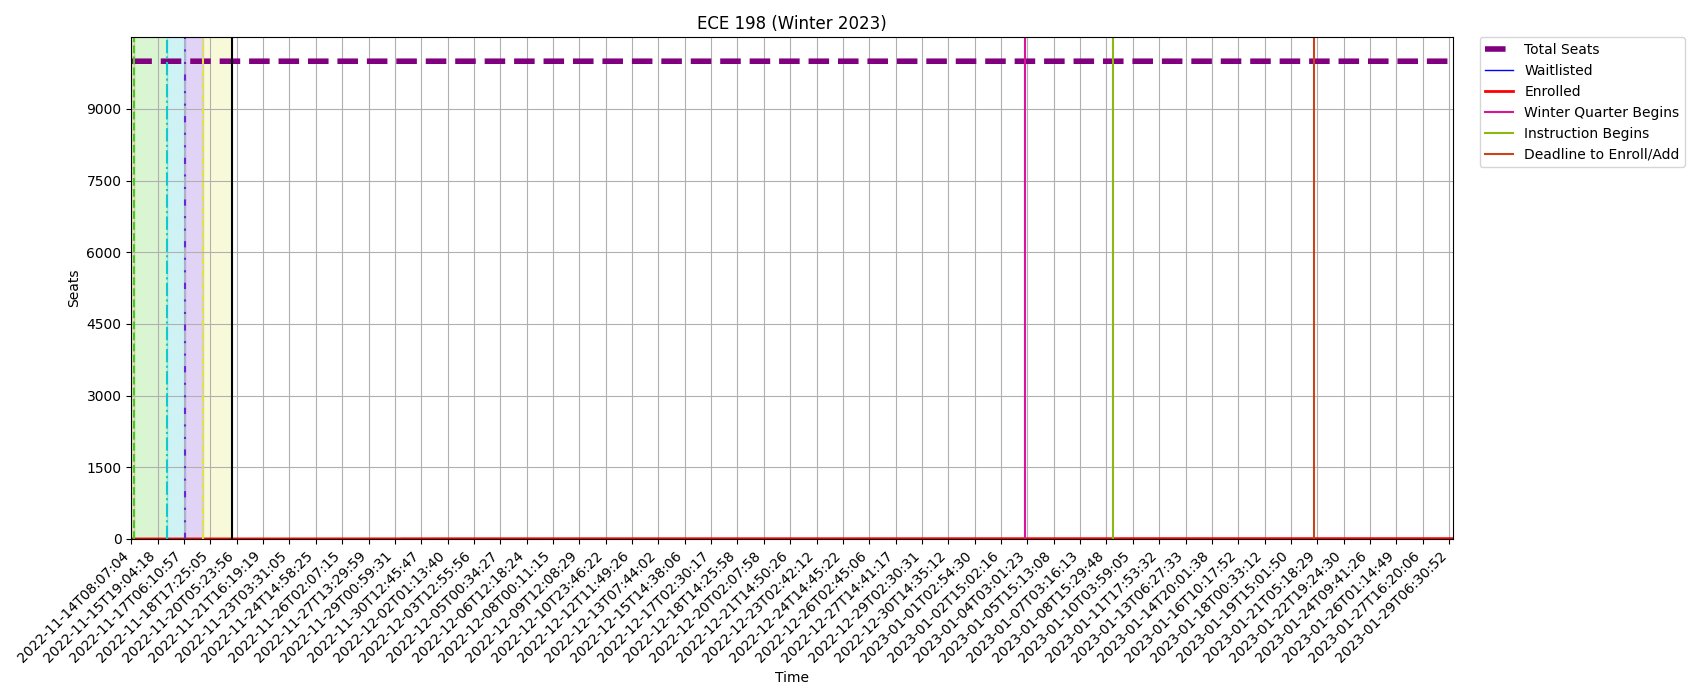 ECE 198 (Winter 2023)
Total Seats
Waitlisted
Enrolled
Winter Quarter Begins
Instruction Begins
Deadline to Enroll/Add
Seats
9000
7500
6000
4500
3000
1500
0
2022-11-14T08:07:04
2022-11-15T19:04:18
2022-11-17T06:10:57
2022-11-18T17:25:05
2022-11-20T05:23:56
2022-11-21T16:19:19
2022-11-23T03:31:05
2022-11-24T14:58:25
2022-11-26T02:07:15
2022-11-27T13:29:59
2022-11-29T00:59:31
2022-11-30T12:45:47
2022-12-02T01:13:40
2022-12-03T12:55:56
2022-12-05T00:34:27
2022-12-06T12:18:24
2022-12-08T00:11:15
2022-12-09T12:08:29
2022-12-10T23:46:22
2022-12-12T11:49:26
2022-12-13T07:44:02
2022-12-15T14:38:06
2022-12-17T02:30:17
2022-12-18T14:25:58
2022-12-20T02:07:58
2022-12-21T14:50:26
2022-12-23T02:42:12
2022-12-24T14:45:22
2022-12-26T02:45:06
2022-12-27T14:41:17
2022-12-29T02:30:31
2022-12-30T14:35:12
2023-01-01T02:54:30
2023-01-02T15:02:16
2023-01-04T03:01:23
2023-01-05T15:13:08
2023-01-07T03:16:13
2023-01-08T15:29:48
2023-01-10T03:59:05
2023-01-11T17:53:32
2023-01-13T06:27:33
2023-01-14T20:01:38
2023-01-16T10:17:52
2023-01-18T00:33:12
2023-01-19T15:01:50
2023-01-21T05:18:29
2023-01-22T19:24:30
2023-01-24T09:41:26
2023-01-26T01:14:49
2023-01-27T16:20:06
2023-01-29T06:30:52
Time